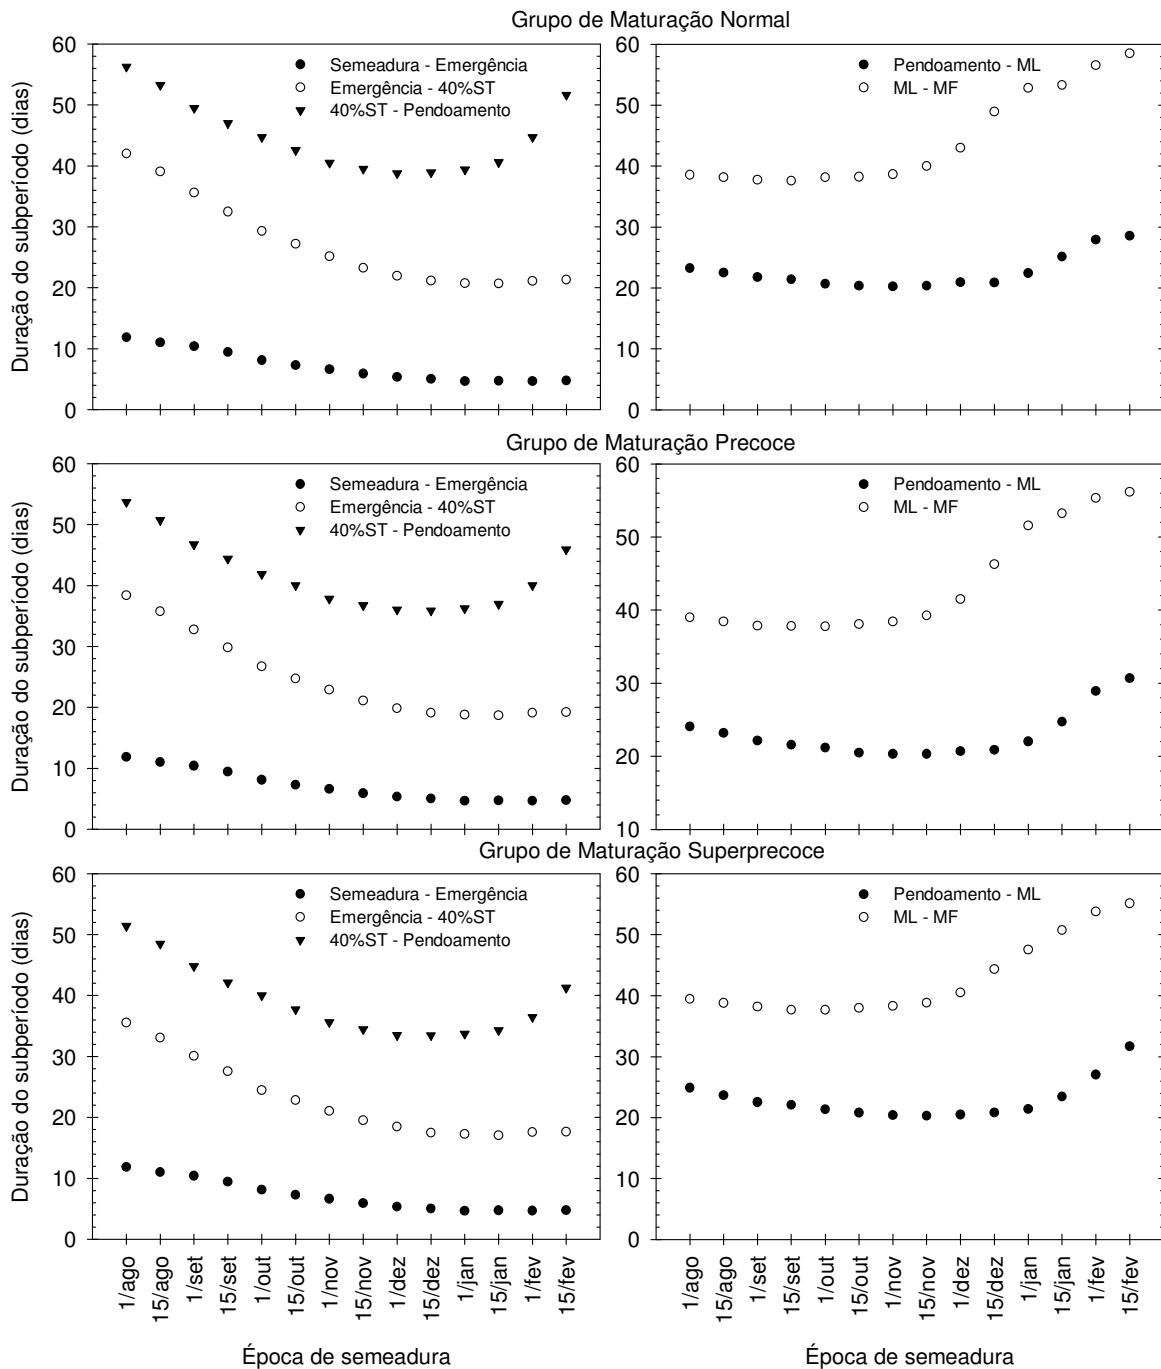 Grupo de Maturação Normal
Duração do subperíodo (dias)
60
50
40
30
20
10
0
Semeadura - Emergência
Emergência - 40%ST
40%ST - Pendoamento
60
50
40
30
20
10
0
Pendoamento - ML
ML - MF
Grupo de Maturação Precoce
Duração do subperíodo (dias)
60
50
40
30
20
10
0
Semeadura - Emergência
Emergência - 40%ST
40%ST - Pendoamento
60
50
40
30
20
10
Pendoamento - ML
ML - MF
Grupo de Maturação Superprecoce
Duração do subperíodo (dias)
60
50
40
30
20
10
0
Semeadura - Emergência
Emergência - 40%ST
40%ST - Pendoamento
60
50
40
30
20
10
0
Pendoamento - ML
ML - MF
1/ago
15/ago
1/set
15/set
1/out
15/out
1/nov
15/nov
1/dez
15/dez
1/jan
15/jan
1/fev
15/fev
1/ago
15/ago
1/set
15/set
1/out
15/out
1/nov
15/nov
1/dez
15/dez
1/jan
15/jan
1/fev
15/fev
Época de semeadura
Época de semeadura